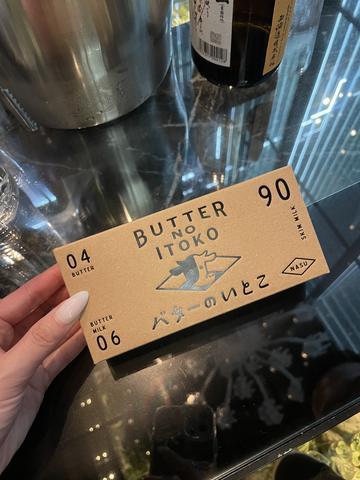 04
BUTTER
BUTTER
NO
ITOKO
90
SKIM MILK
BUTTER
MILK
06
バターのいとこ
NASU